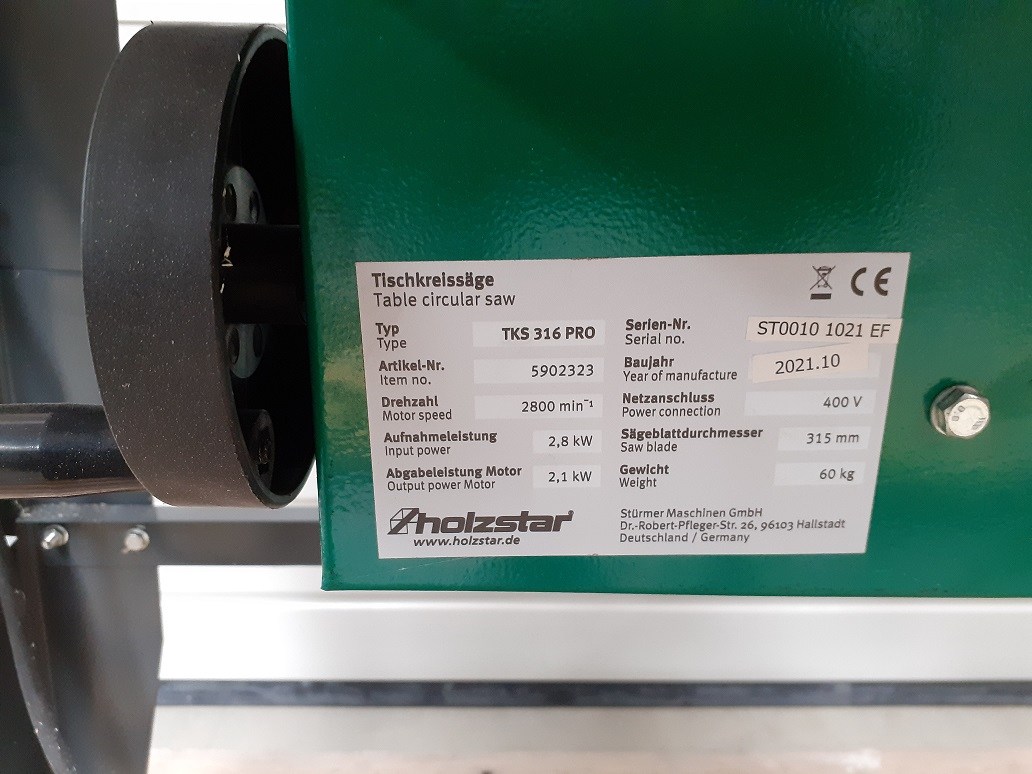 Tischkreissäge
Table circular saw
CE
Typ
Type
TKS 316 PRO
Artikel-Nr.
Item no.
5902323
Drehzahl
Motor speed
2800 min⁻¹
Aufnahmeleistung
Input power
2,8 kW
Abgabeleistung Motor
Output power Motor
2,1 kW
Serien-Nr.
Serial no.
ST0010 1021 EF
Baujahr
Year of manufacture
2021.10
Netzanschluss
Power connection
400 V
Sägeblattdurchmesser
Saw blade
315 mm
Gewicht
Weight
60 kg
holzstar
www.holzstar.de
Stürmer Maschinen GmbH
Dr.-Robert-Pfleger-Str. 26, 96103 Hallstadt
Deutschland / Germany
8.8